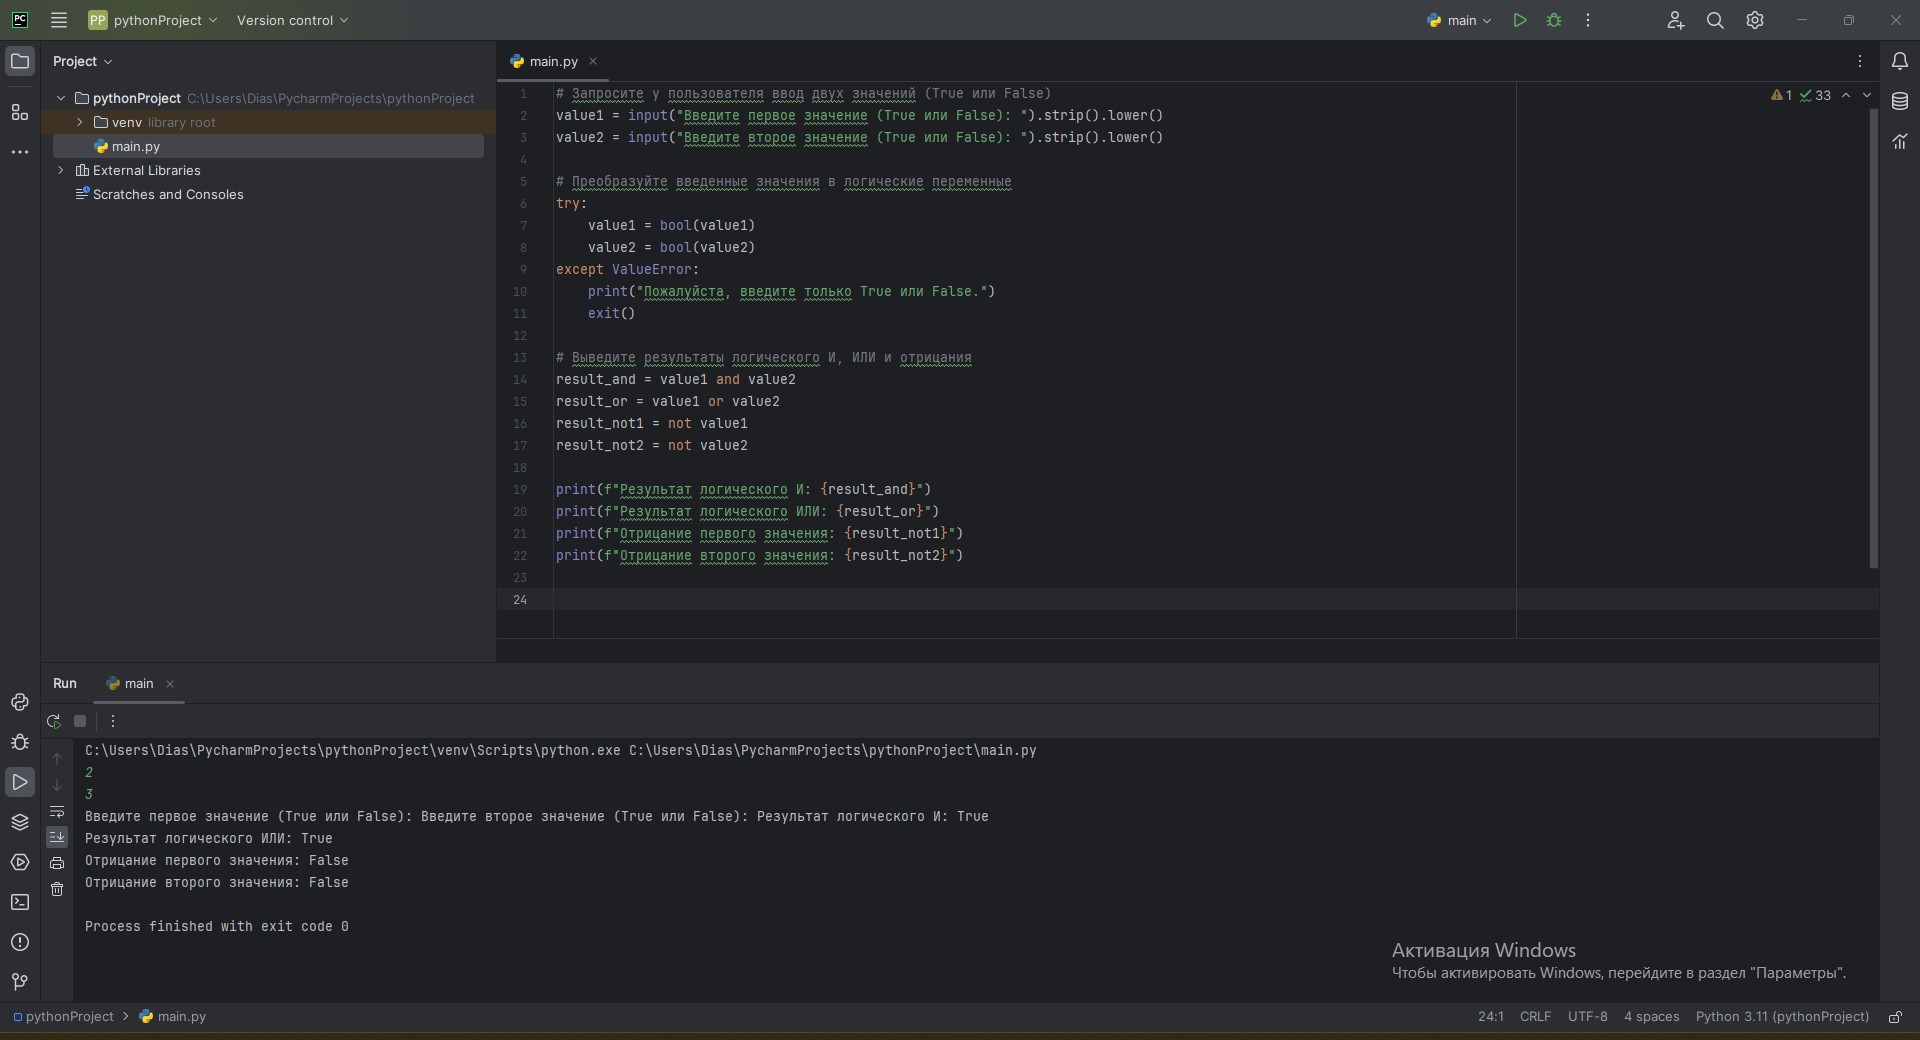 PC PP pythonProject Version control main
Project
main.py
pythonProject C:\Users\Dias\PycharmProjects\pythonProject
venv library root
main.py
External Libraries
Scratches and Consoles
1 33
1 # Запросите у пользователя ввод двух значений (True или False)
2 value1 = input("Введите первое значение (True или False): ").strip().lower()
3 value2 = input("Введите второе значение (True или False): ").strip().lower()
4
5 # Преобразуйте введенные значения в логические переменные
6 try:
7     value1 = bool(value1)
8     value2 = bool(value2)
9 except ValueError:
10     print("Пожалуйста, введите только True или False.")
11     exit()
12
13 # Выведите результаты логического И, ИЛИ и отрицания
14 result_and = value1 and value2
15 result_or = value1 or value2
16 result_not1 = not value1
17 result_not2 = not value2
18
19 print(f"Результат логического И: {result_and}")
20 print(f"Результат логического ИЛИ: {result_or}")
21 print(f"Отрицание первого значения: {result_not1}")
22 print(f"Отрицание второго значения: {result_not2}")
23
24
Run main
C:\Users\Dias\PycharmProjects\pythonProject\venv\Scripts\python.exe C:\Users\Dias\PycharmProjects\pythonProject\main.py
2
3
Введите первое значение (True или False): Введите второе значение (True или False): Результат логического И: True
Результат логического ИЛИ: True
Отрицание первого значения: False
Отрицание второго значения: False
Process finished with exit code 0
Активация Windows
Чтобы активировать Windows, перейдите в раздел "Параметры".
pythonProject main.py 24:1 CRLF UTF-8 4 spaces Python 3.11 (pythonProject)